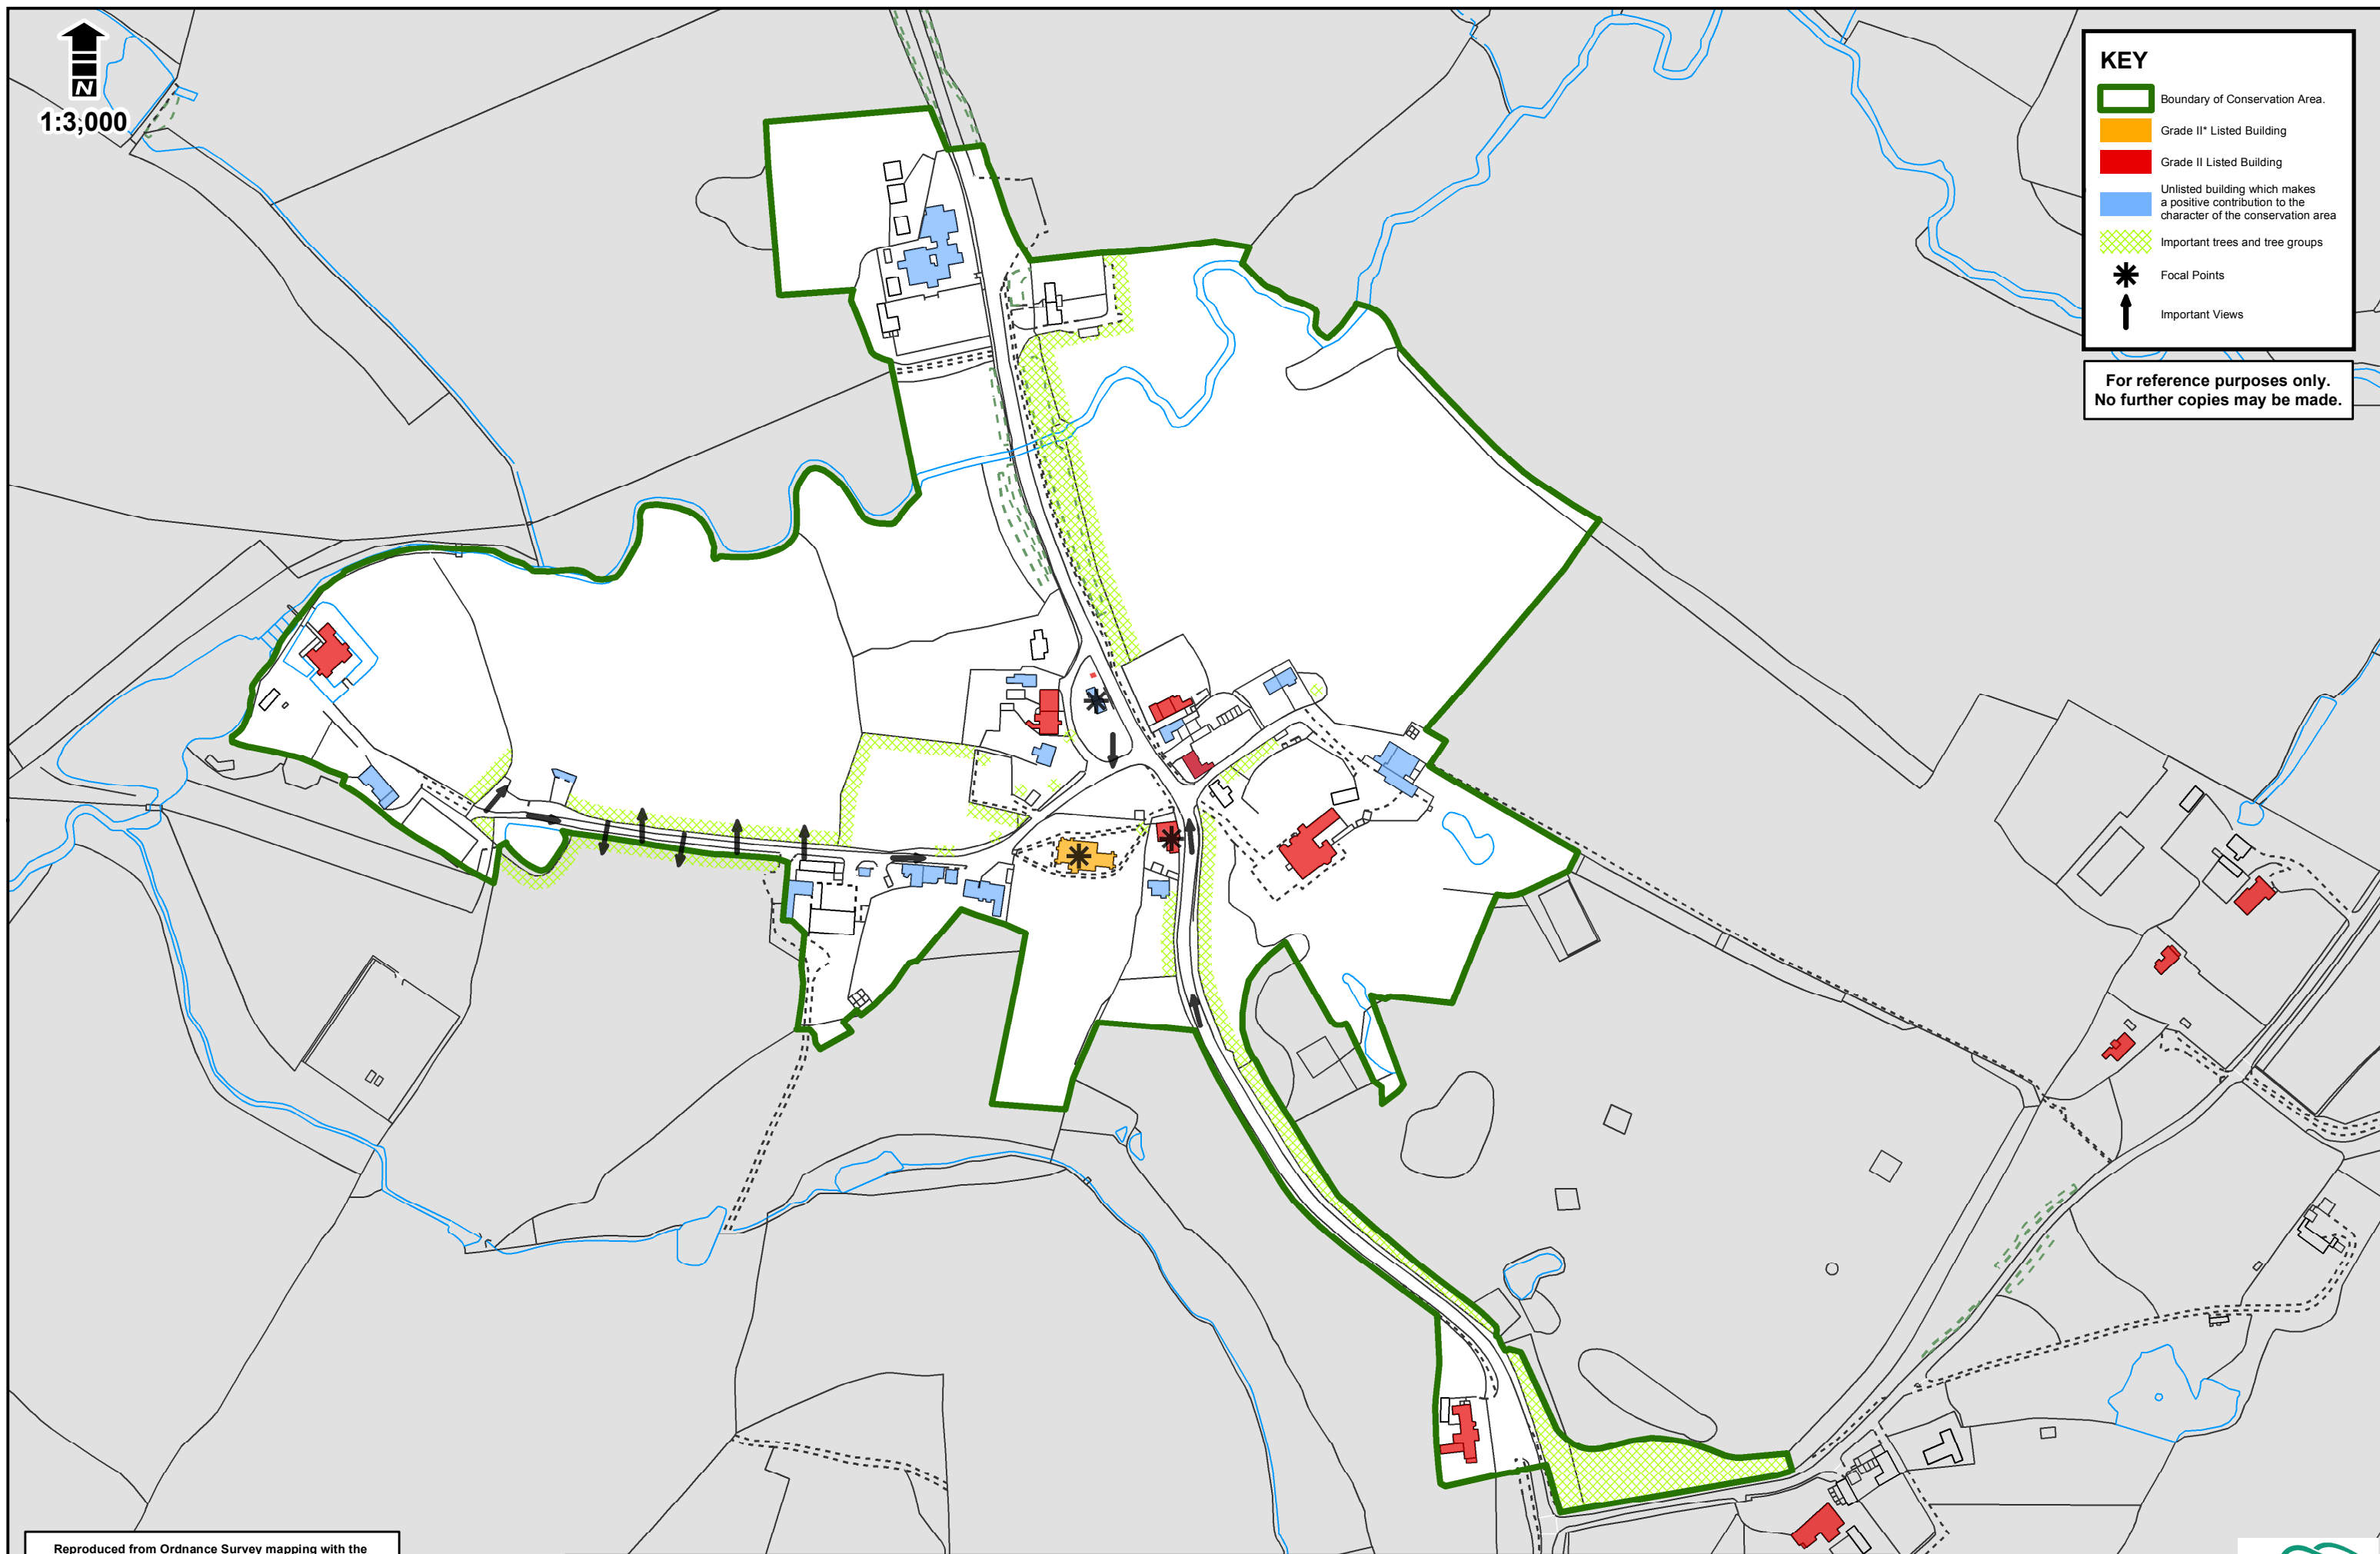 N
1:3,000
KEY
Boundary of Conservation Area.
Grade II* Listed Building
Grade II Listed Building
Unlisted building which makes
a positive contribution to the
character of the conservation area
Important trees and tree groups
Focal Points
Important Views
For reference purposes only.
No further copies may be made.
Reproduced from Ordnance Survey mapping with the